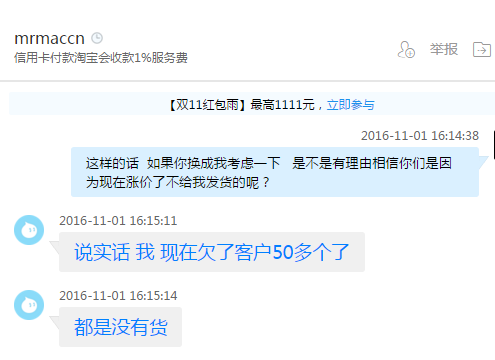 mrmaccn
信用卡付款淘宝会收款1%服务费
举报
【双11红包雨】最高1111元，立即参与
2016-11-01 16:14:38
这样的话 如果你换成我考虑一下 是不是有理由相信你们是因
为现在涨价了不给我发货的呢？
2016-11-01 16:15:11
说实话 我 现在欠了客户50多个了
2016-11-01 16:15:14
都是没有货